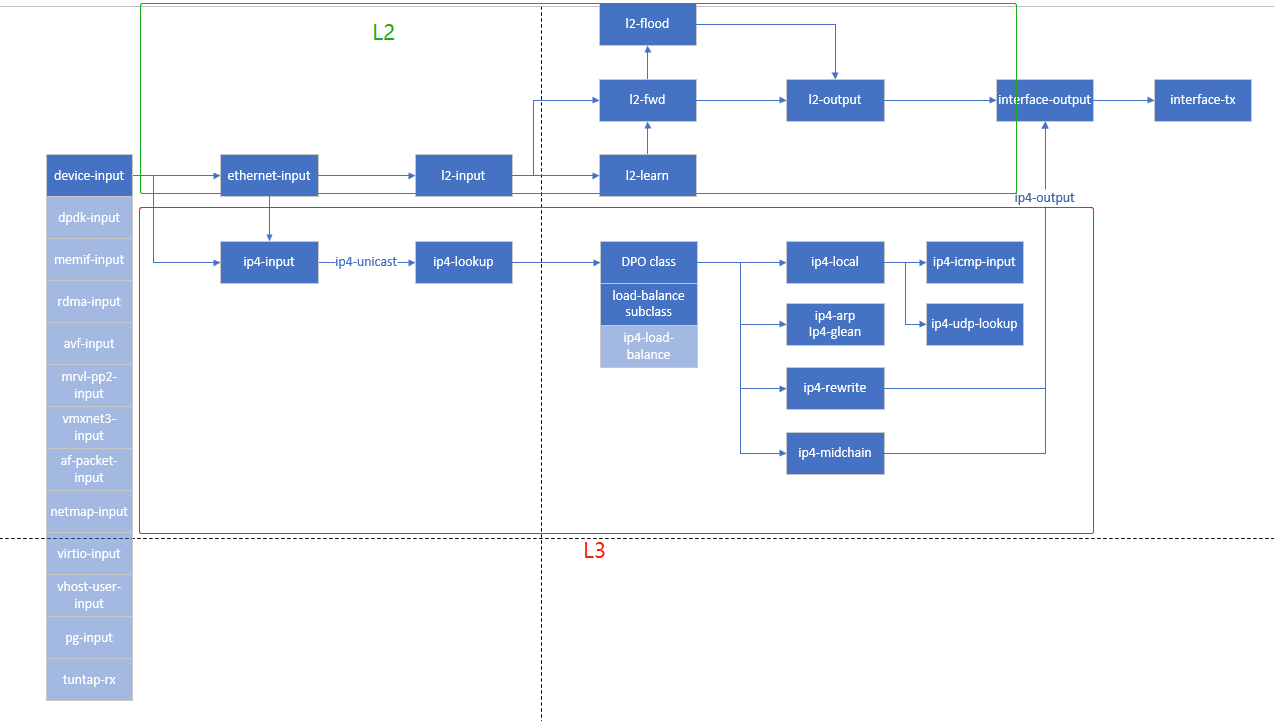 L2
l2-flood
l2-fwd
l2-output
interface-output
interface-tx
device-input
ethernet-input
l2-input
l2-learn
ip4-output
dpdk-input
memif-input
rdma-input
avf-input
mrvl-pp2-
input
vmxnet3-
input
af-packet-
input
netmap-input
virtio-input
vhost-user-
input
pg-input
tuntap-rx
ip4-input
ip4-unicast
ip4-lookup
DPO class
load-balance
subclass
ip4-load-
balance
ip4-local
ip4-icmp-input
ip4-arp
Ip4-glean
ip4-udp-lookup
ip4-rewrite
ip4-midchain
L3